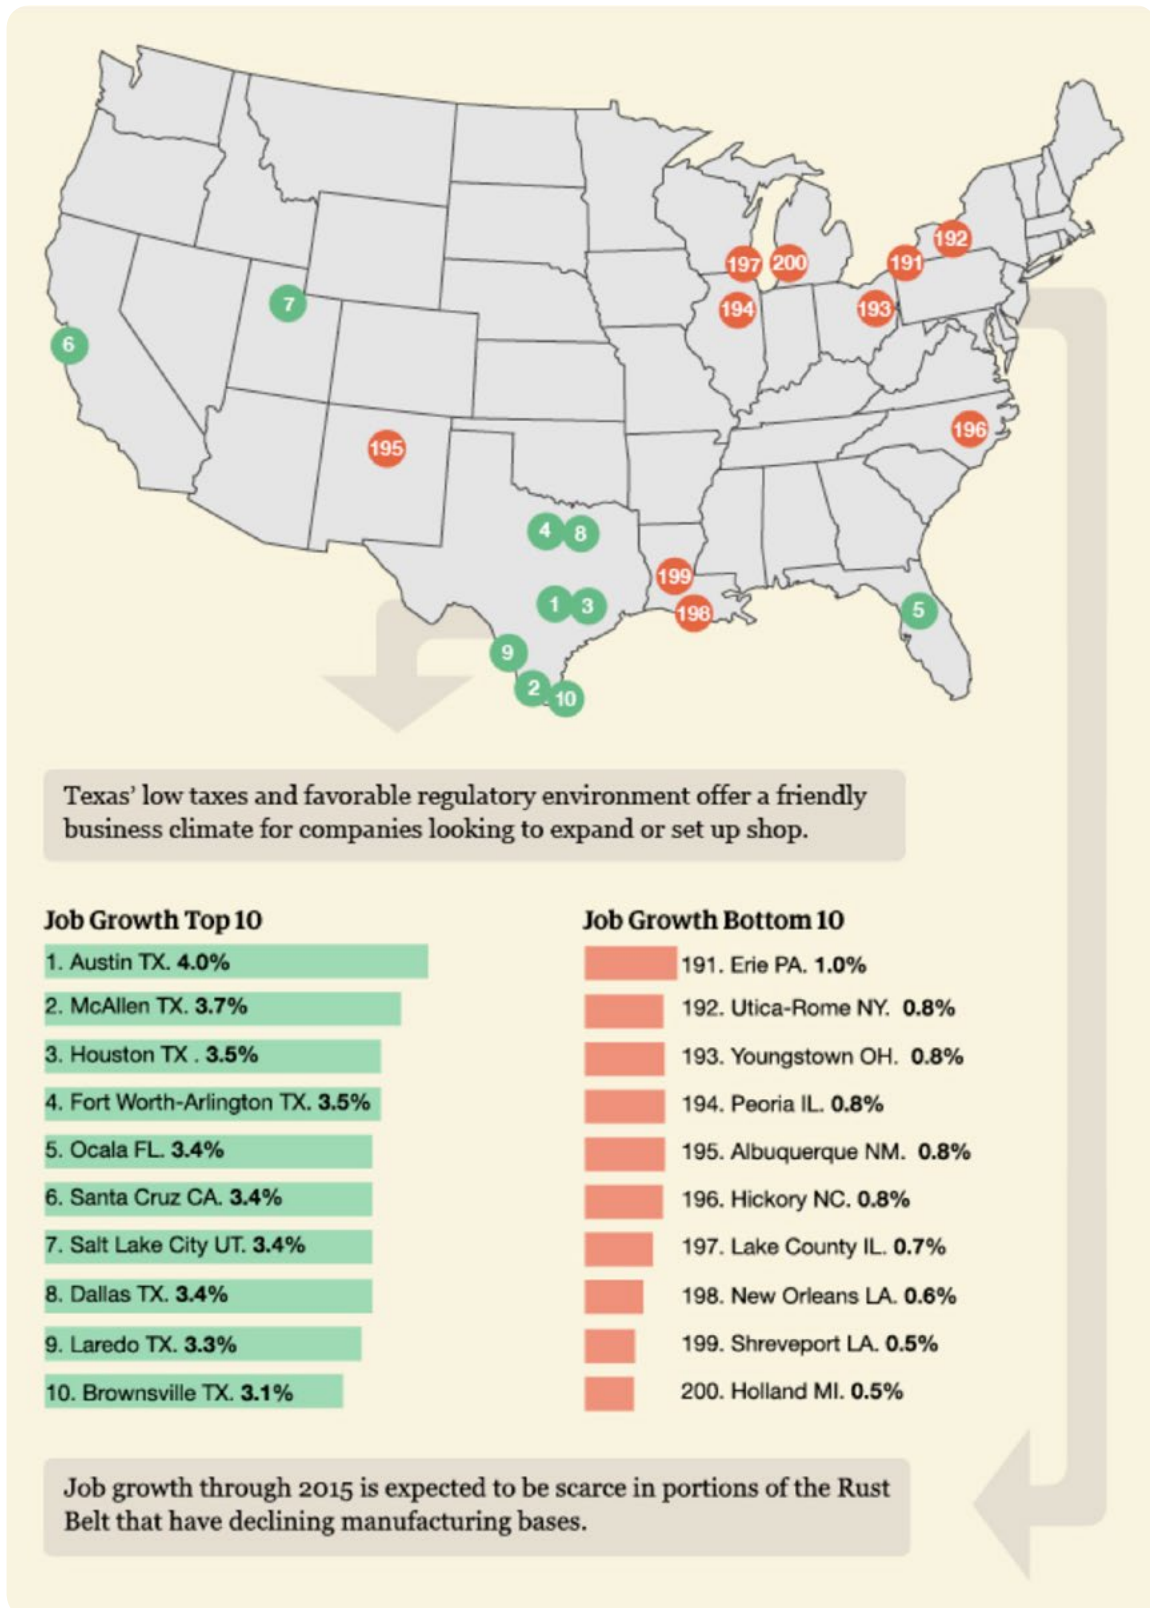 192
197
200
191
7
194
193
6
196
195
4
8
199
1
3
198
5
9
2
10
Texas’ low taxes and favorable regulatory environment offer a friendly
business climate for companies looking to expand or set up shop.
Job Growth Top 10
1. Austin TX. 4.0%
2. McAllen TX. 3.7%
3. Houston TX . 3.5%
4. Fort Worth-Arlington TX. 3.5%
5. Ocala FL. 3.4%
6. Santa Cruz CA. 3.4%
7. Salt Lake City UT. 3.4%
8. Dallas TX. 3.4%
9. Laredo TX. 3.3%
10. Brownsville TX. 3.1%
Job Growth Bottom 10
191. Erie PA. 1.0%
192. Utica-Rome NY. 0.8%
193. Youngstown OH. 0.8%
194. Peoria IL. 0.8%
195. Albuquerque NM. 0.8%
196. Hickory NC. 0.8%
197. Lake County IL. 0.7%
198. New Orleans LA. 0.6%
199. Shreveport LA. 0.5%
200. Holland MI. 0.5%
Job growth through 2015 is expected to be scarce in portions of the Rust
Belt that have declining manufacturing bases.